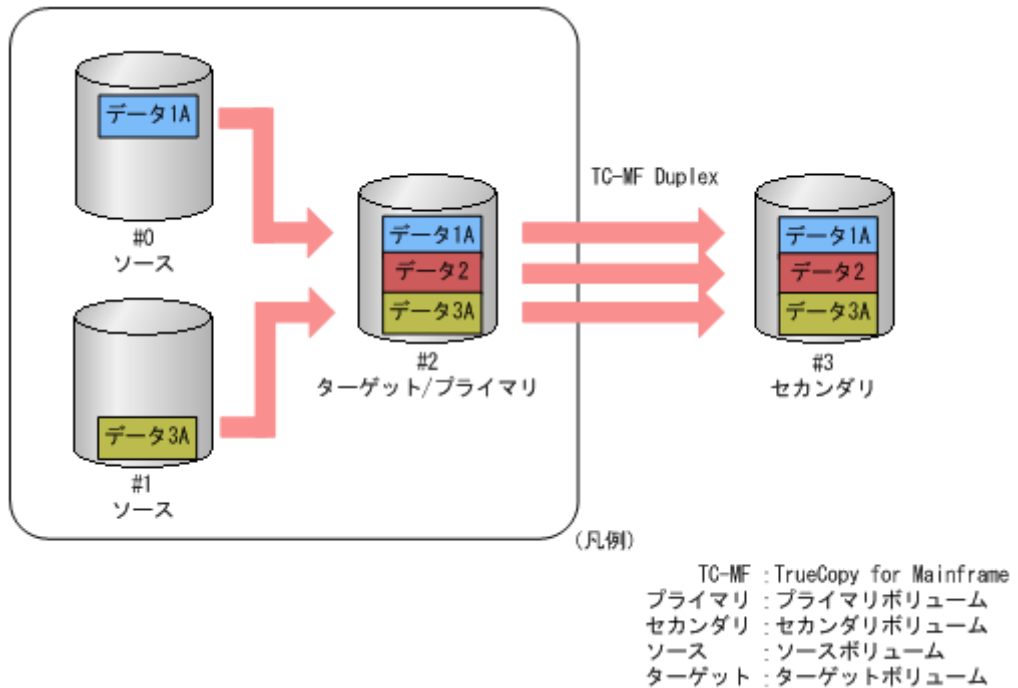 データ1A
#0
ソース
データ3A
#1
ソース
データ1A
データ2
データ3A
#2
ターゲット/プライマリ
TC-MF Duplex
データ1A
データ2
データ3A
#3
セカンダリ
(凡例)
TC-MF :TrueCopy for Mainframe
プライマリ :プライマリボリューム
セカンダリ :セカンダリボリューム
ソース :ソースボリューム
ターゲット :ターゲットボリューム